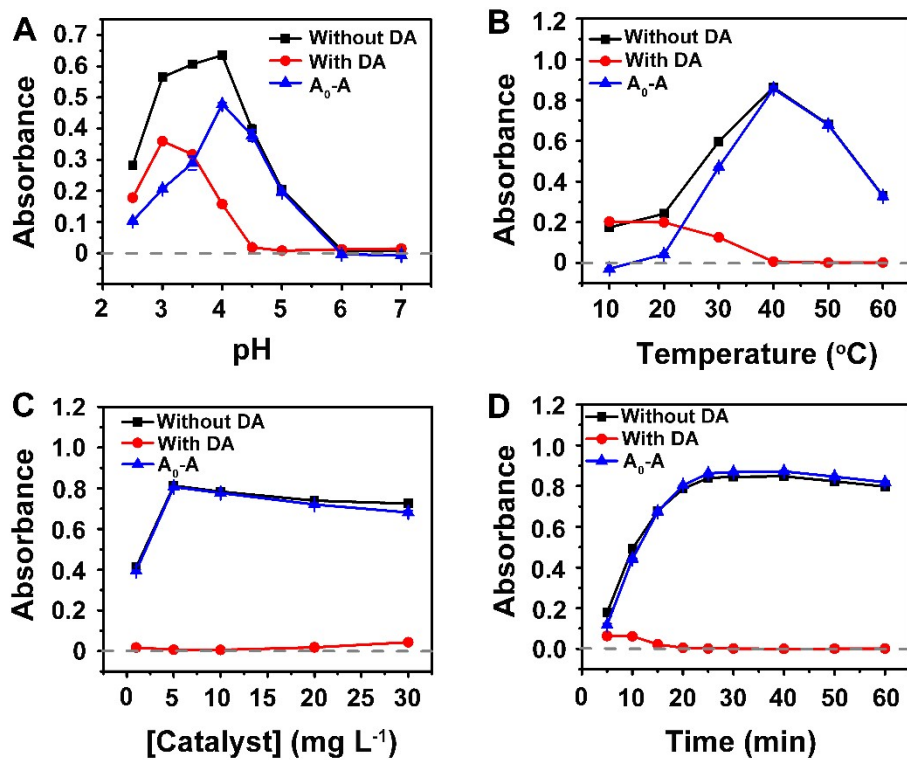 A
Absorbance
0.7
0.6
0.5
0.4
0.3
0.2
0.1
0
Without DA
With DA
A₀-A
2 3 4 5 6 7
pH
B
Absorbance
1.2
1.0
0.8
0.6
0.4
0.2
0
Without DA
With DA
A₀-A
10 20 30 40 50 60
Temperature (°C)
C
Absorbance
1.2
1.0
0.8
0.6
0.4
0.2
0
Without DA
With DA
A₀-A
0 5 10 15 20 25 30
[Catalyst] (mg L⁻¹)
D
Absorbance
1.2
1.0
0.8
0.6
0.4
0.2
0.0
Without DA
With DA
A₀-A
0 10 20 30 40 50 60
Time (min)